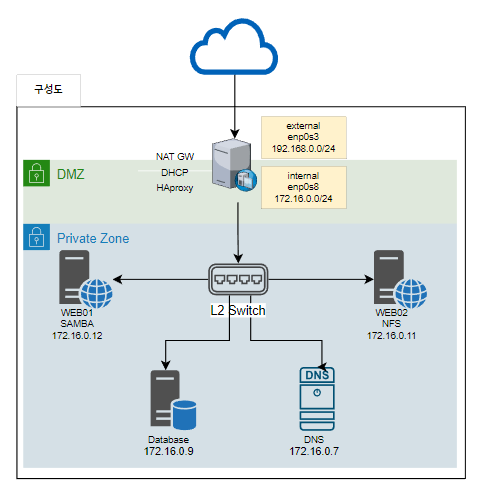 구성도
external
enp0s3
192.168.0.0/24
NAT GW
DHCP
HAproxy
internal
enp0s8
172.16.0.0/24
DMZ
Private Zone
WEB01
SAMBA
172.16.0.12
L2 Switch
WEB02
NFS
172.16.0.11
Database
172.16.0.9
DNS
DNS
172.16.0.7